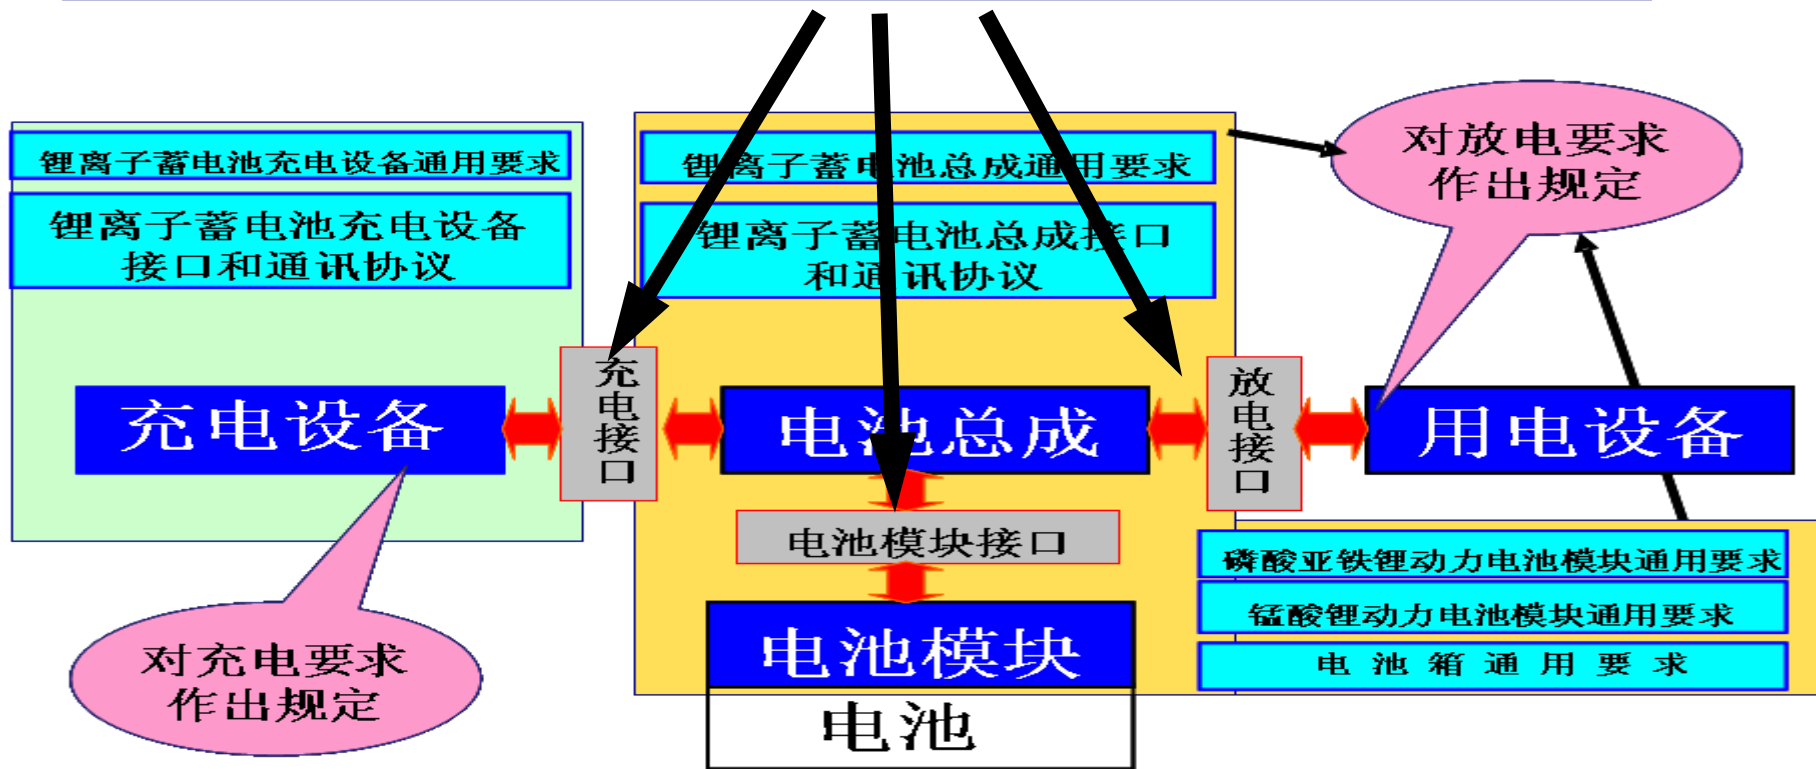 锂离子蓄电池充电设备通用要求
锂离子蓄电池充电设备
接口和通讯协议
锂离子蓄电池总成通用要求
锂离子蓄电池总成接口
和通讯协议
对放电要求
作出规定
充电设备
充电接口
电池总成
放电接口
用电设备
电池模块接口
电池模块
电池
磷酸亚铁锂动力电池模块通用要求
锰酸锂动力电池模块通用要求
电池箱通用要求
对充电要求
作出规定